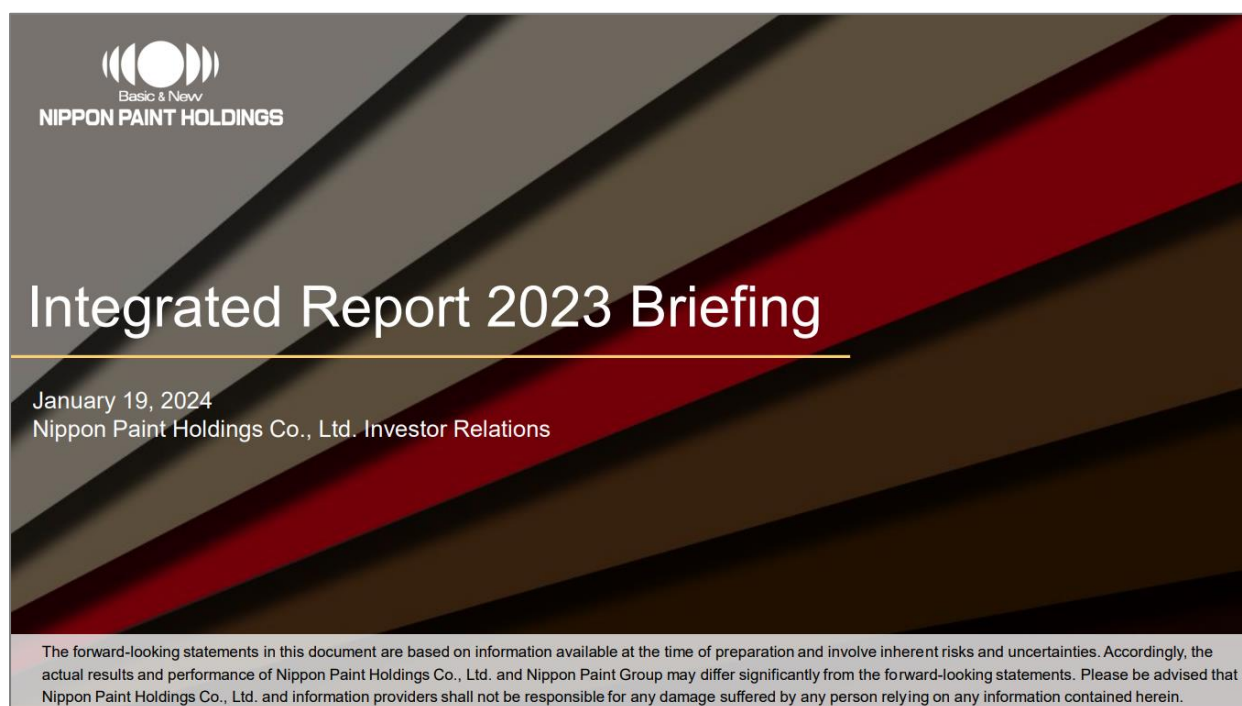 Basic & New
NIPPON PAINT HOLDINGS
Integrated Report 2023 Briefing
January 19, 2024
Nippon Paint Holdings Co., Ltd. Investor Relations
The forward-looking statements in this document are based on information available at the time of preparation and involve inherent risks and uncertainties. Accordingly, the
actual results and performance of Nippon Paint Holdings Co., Ltd. and Nippon Paint Group may differ significantly from the forward-looking statements. Please be advised that
Nippon Paint Holdings Co., Ltd. and information providers shall not be responsible for any damage suffered by any person relying on any information contained herein.